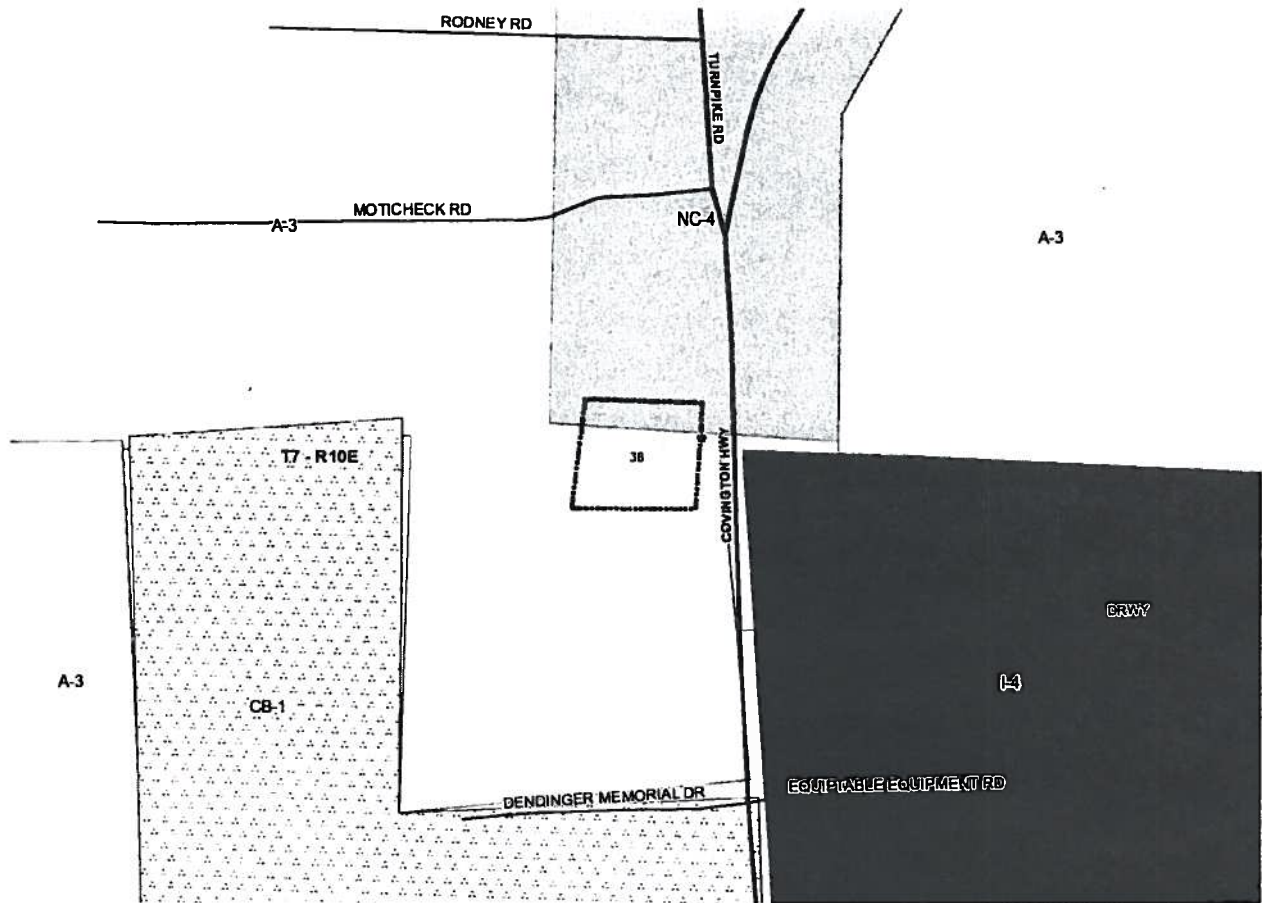 RODNEY RD
TURNPIKE RD
MOTICHECK RD
A-3
NC-4
A-3
T7 - R10E
38
COVINGTON HWY
DRWY
A-3
CB-1
I-4
DENDINGER MEMORIAL DR
EQUIPTABLE EQUIPMENT RD